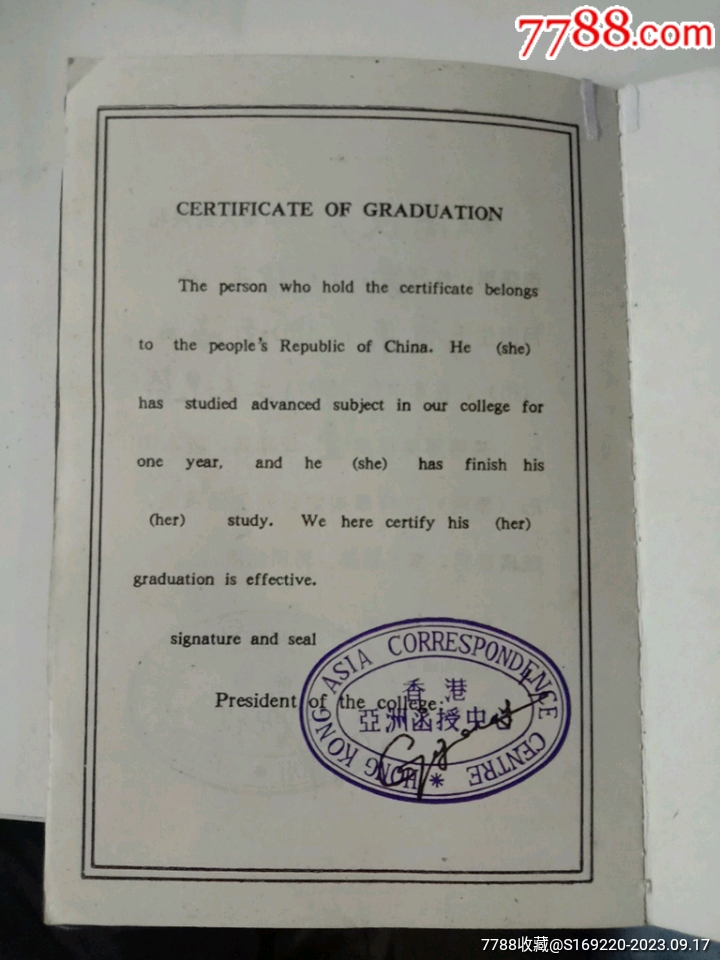 7788.com
CERTIFICATE OF GRADUATION
The person who hold the certificate belongs
to the people's Republic of China. He (she)
has studied advanced subject in our college for
one year, and he (she) has finish his
(her) study. We here certify his (her)
graduation is effective.
signature and seal
President of the college:
HONG KONG ASIA CORRESPONDENCE CENTRE *
香港
亞洲函授中心
7788收藏@S169220-2023.09.17